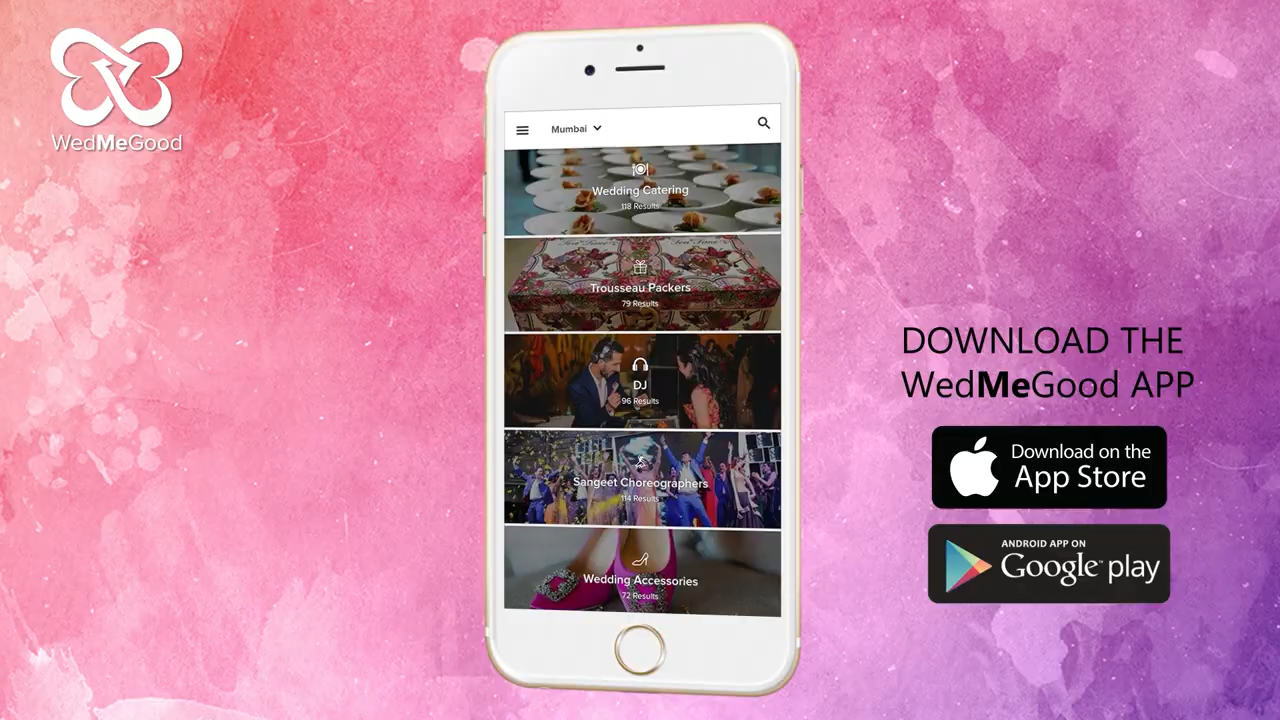 WedMeGood
Mumbai
Wedding Catering
118 Results
Trousseau Packers
79 Results
DJ
96 Results
Sangeet Choreographers
114 Results
Wedding Accessories
72 Results
DOWNLOAD THE
WedMeGood APP
Download on the
App Store
ANDROID APP ON
Google play